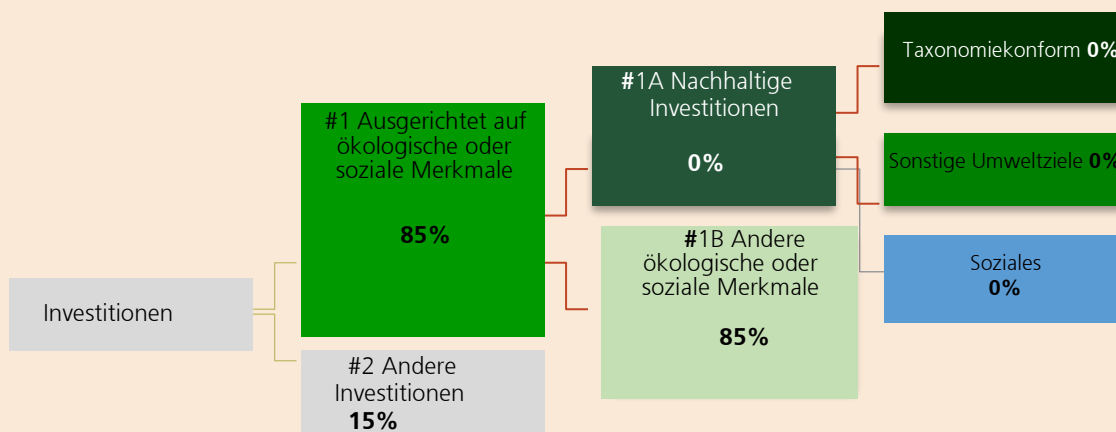 Investitionen
#1 Ausgerichtet auf
ökologische oder
soziale Merkmale
85%
#2 Andere
Investitionen
15%
#1A Nachhaltige
Investitionen
0%
#1B Andere
ökologische oder
soziale Merkmale
85%
Taxonomiekonform 0%
Sonstige Umweltziele 0%
Soziales
0%